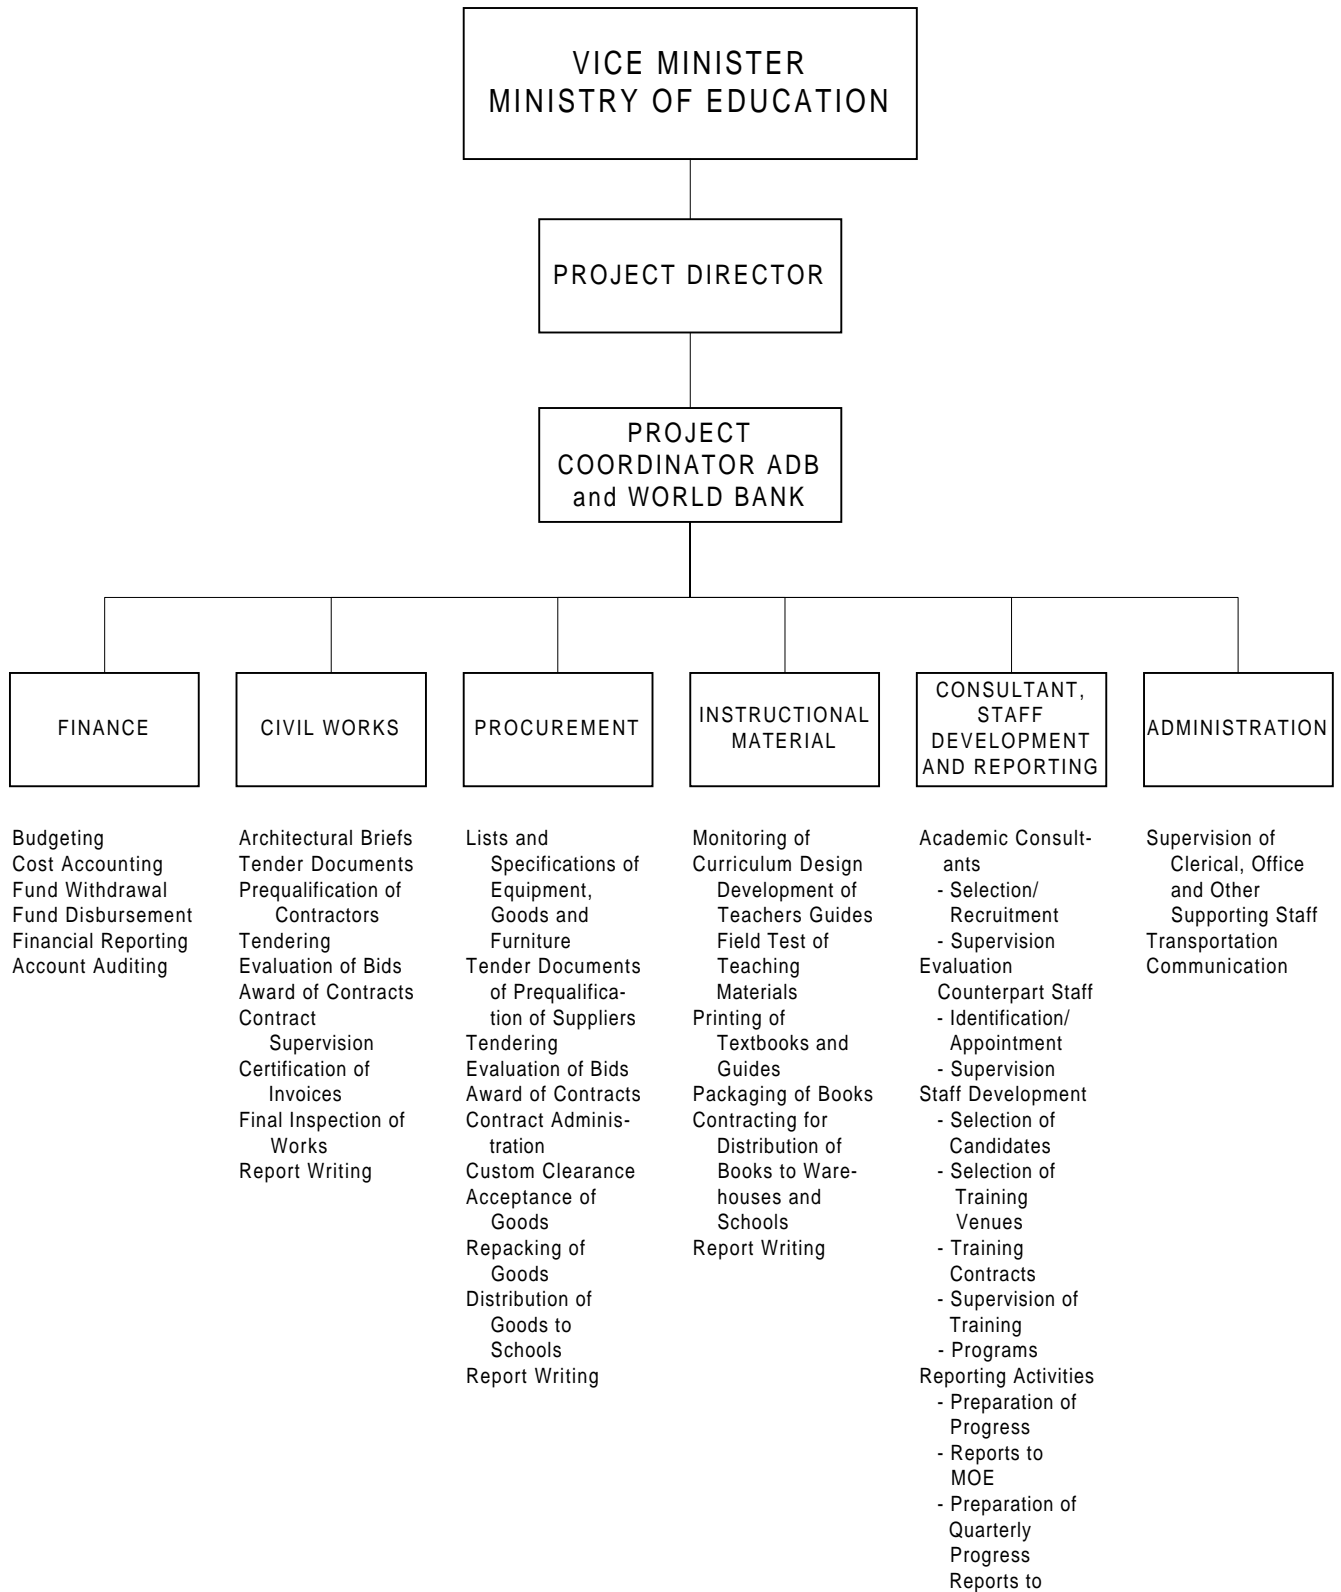 VICE MINISTER
MINISTRY OF EDUCATION
PROJECT DIRECTOR
PROJECT
COORDINATOR ADB
and WORLD BANK
FINANCE
CIVIL WORKS
PROCUREMENT
INSTRUCTIONAL
MATERIAL
CONSULTANT,
STAFF
DEVELOPMENT
AND REPORTING
ADMINISTRATION
Budgeting
Cost Accounting
Fund Withdrawal
Fund Disbursement
Financial Reporting
Account Auditing
Architectural Briefs
Tender Documents
Prequalification of
Contractors
Tendering
Evaluation of Bids
Award of Contracts
Contract
Supervision
Certification of
Invoices
Final Inspection of
Works
Report Writing
Lists and
Specifications of
Equipment,
Goods and
Furniture
Tender Documents
of Prequalifica-
tion of Suppliers
Tendering
Evaluation of Bids
Award of Contracts
Contract Adminis-
tration
Custom Clearance
Acceptance of
Goods
Repacking of
Goods
Distribution of
Goods to
Schools
Report Writing
Monitoring of
Curriculum Design
Development of
Teachers Guides
Field Test of
Teaching
Materials
Printing of
Textbooks and
Guides
Packaging of Books
Contracting for
Distribution of
Books to Ware-
houses and
Schools
Report Writing
Academic Consult-
ants
- Selection/
Recruitment
- Supervision
Evaluation
Counterpart Staff
- Identification/
Appointment
- Supervision
Staff Development
- Selection of
Candidates
- Selection of
Training
Venues
- Training
Contracts
- Supervision of
Training
- Programs
Reporting Activities
- Preparation of
Progress
- Reports to
MOE
- Preparation of
Quarterly
Progress
Reports to
Supervision of
Clerical, Office
and Other
Supporting Staff
Transportation
Communication